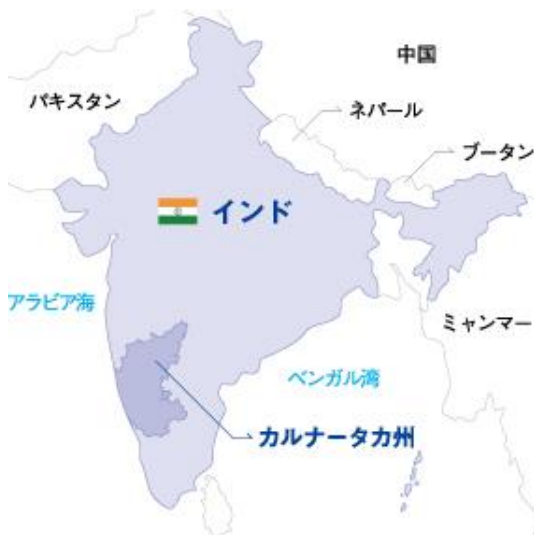 中国
パキスタン
ネパール
ブータン
インド
アラビア海
ミャンマー
ベンガル湾
カルナータカ州